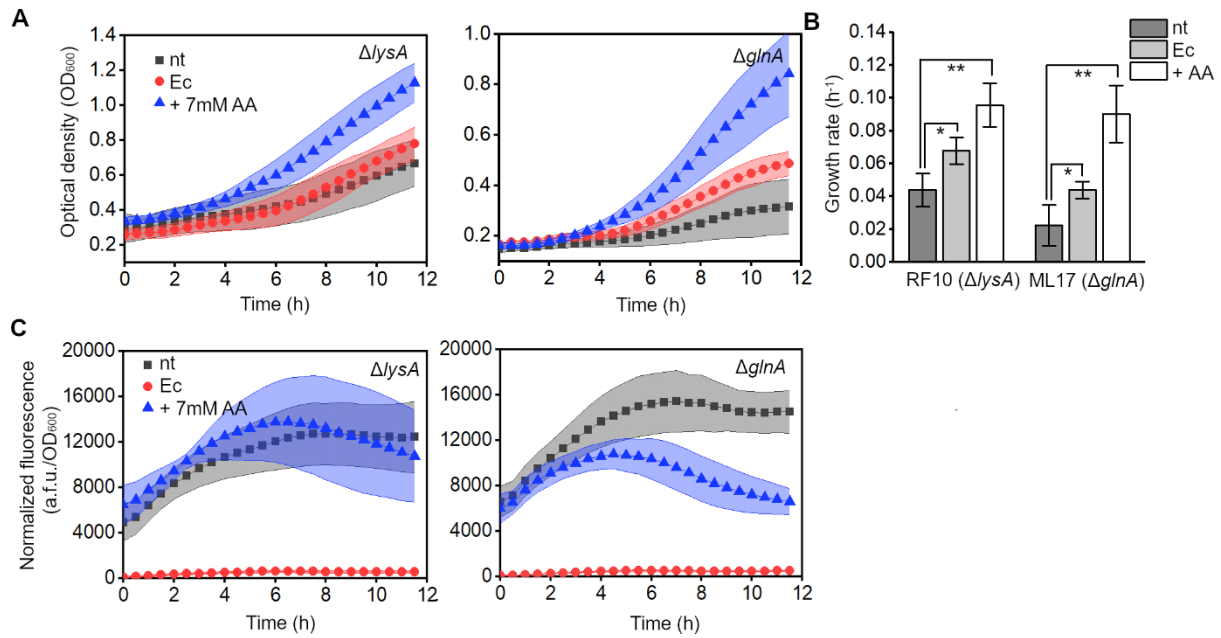 A
Optical density (OD600)
1.4
1.2
1.0
0.8
0.6
0.4
0.2
nt
Ec
+ 7mM AA
ΔlysA
0 2 4 6 8 10 12
Time (h)
1.0
0.8
0.6
0.4
0.2
ΔglnA
0 2 4 6 8 10 12
Time (h)
B
Growth rate (h-1)
0.14
0.12
0.10
0.08
0.06
0.04
0.02
0.00
nt
Ec
+ AA
**
*
**
*
RF10 (ΔlysA) ML17 (ΔglnA)
C
Normalized fluorescence
(a.f.u./OD600)
20000
16000
12000
8000
4000
0
nt
Ec
+ 7mM AA
ΔlysA
0 2 4 6 8 10 12
Time (h)
20000
16000
12000
8000
4000
0
ΔglnA
0 2 4 6 8 10 12
Time (h)